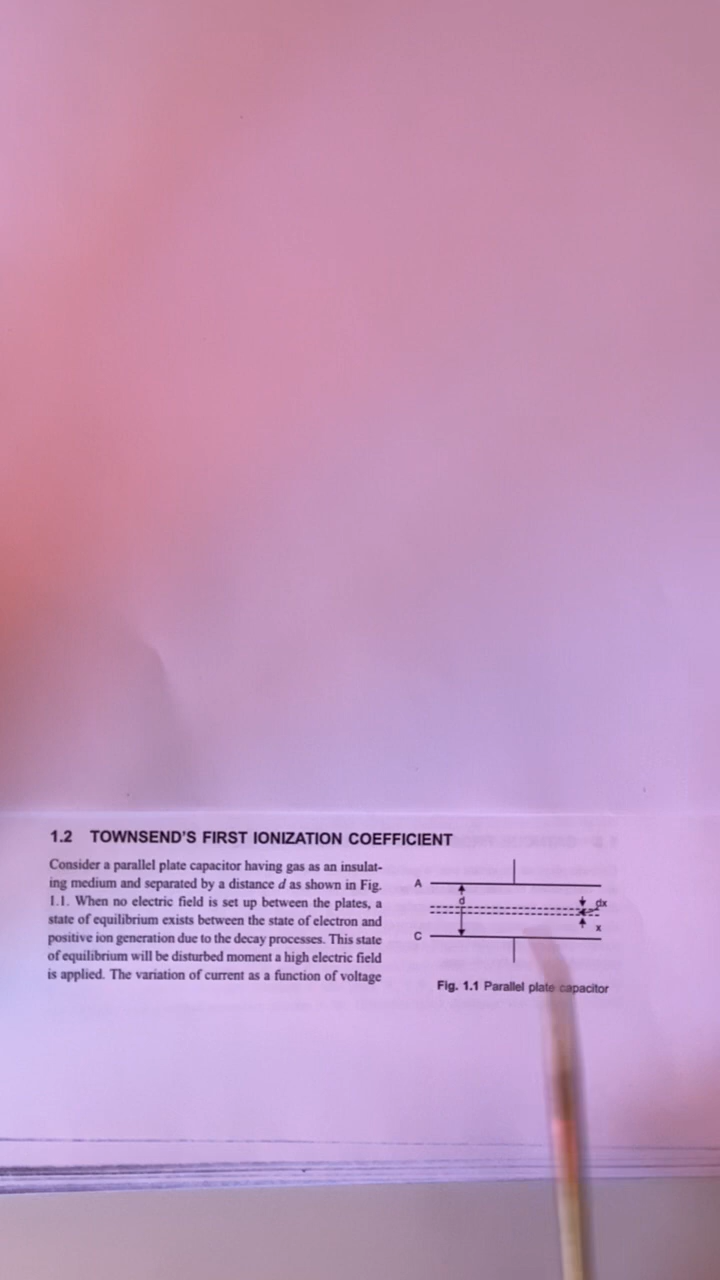 1.2 TOWNSEND'S FIRST IONIZATION COEFFICIENT
Consider a parallel plate capacitor having gas as an insulat-
ing medium and separated by a distance d as shown in Fig.
1.1. When no electric field is set up between the plates, a
state of equilibrium exists between the state of electron and
positive ion generation due to the decay processes. This state
of equilibrium will be disturbed moment a high electric field
is applied. The variation of current as a function of voltage
A
d
dx
x
C
Fig. 1.1 Parallel plate capacitor